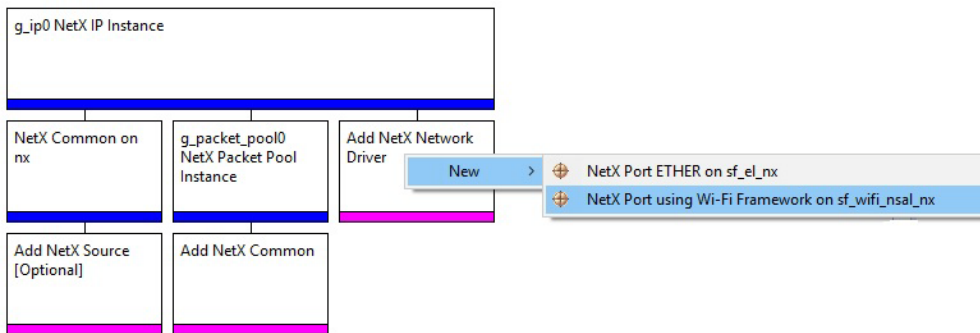 g_ip0 NetX IP Instance
NetX Common on
nx
g_packet_pool0
NetX Packet Pool
Instance
Add NetX Network
Driver
New
NetX Port ETHER on sf_el_nx
NetX Port using Wi-Fi Framework on sf_wifi_nsal_nx
Add NetX Source
[Optional]
Add NetX Common